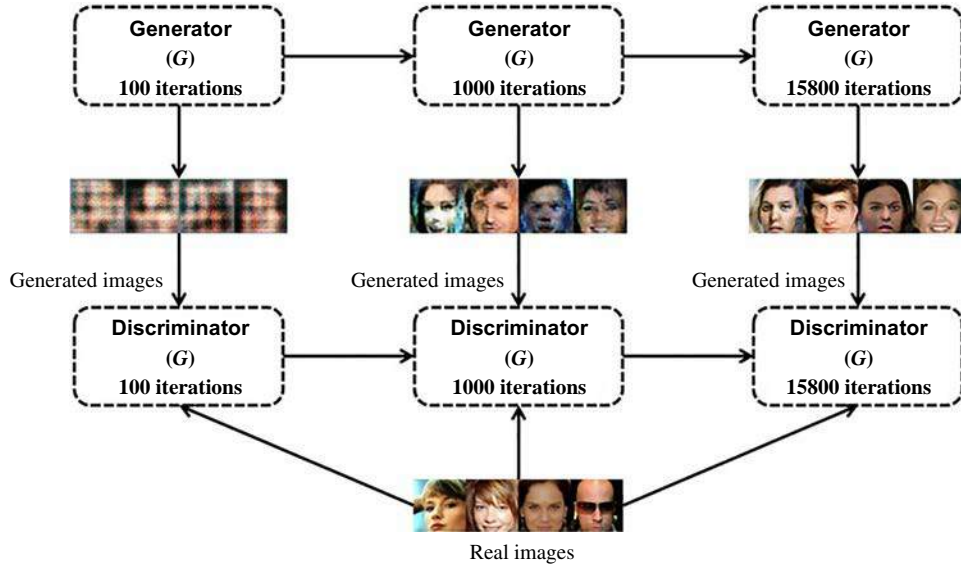 Generator
(G)
100 iterations
Generator
(G)
1000 iterations
Generator
(G)
15800 iterations
Generated images
Generated images
Generated images
Discriminator
(G)
100 iterations
Discriminator
(G)
1000 iterations
Discriminator
(G)
15800 iterations
Real images